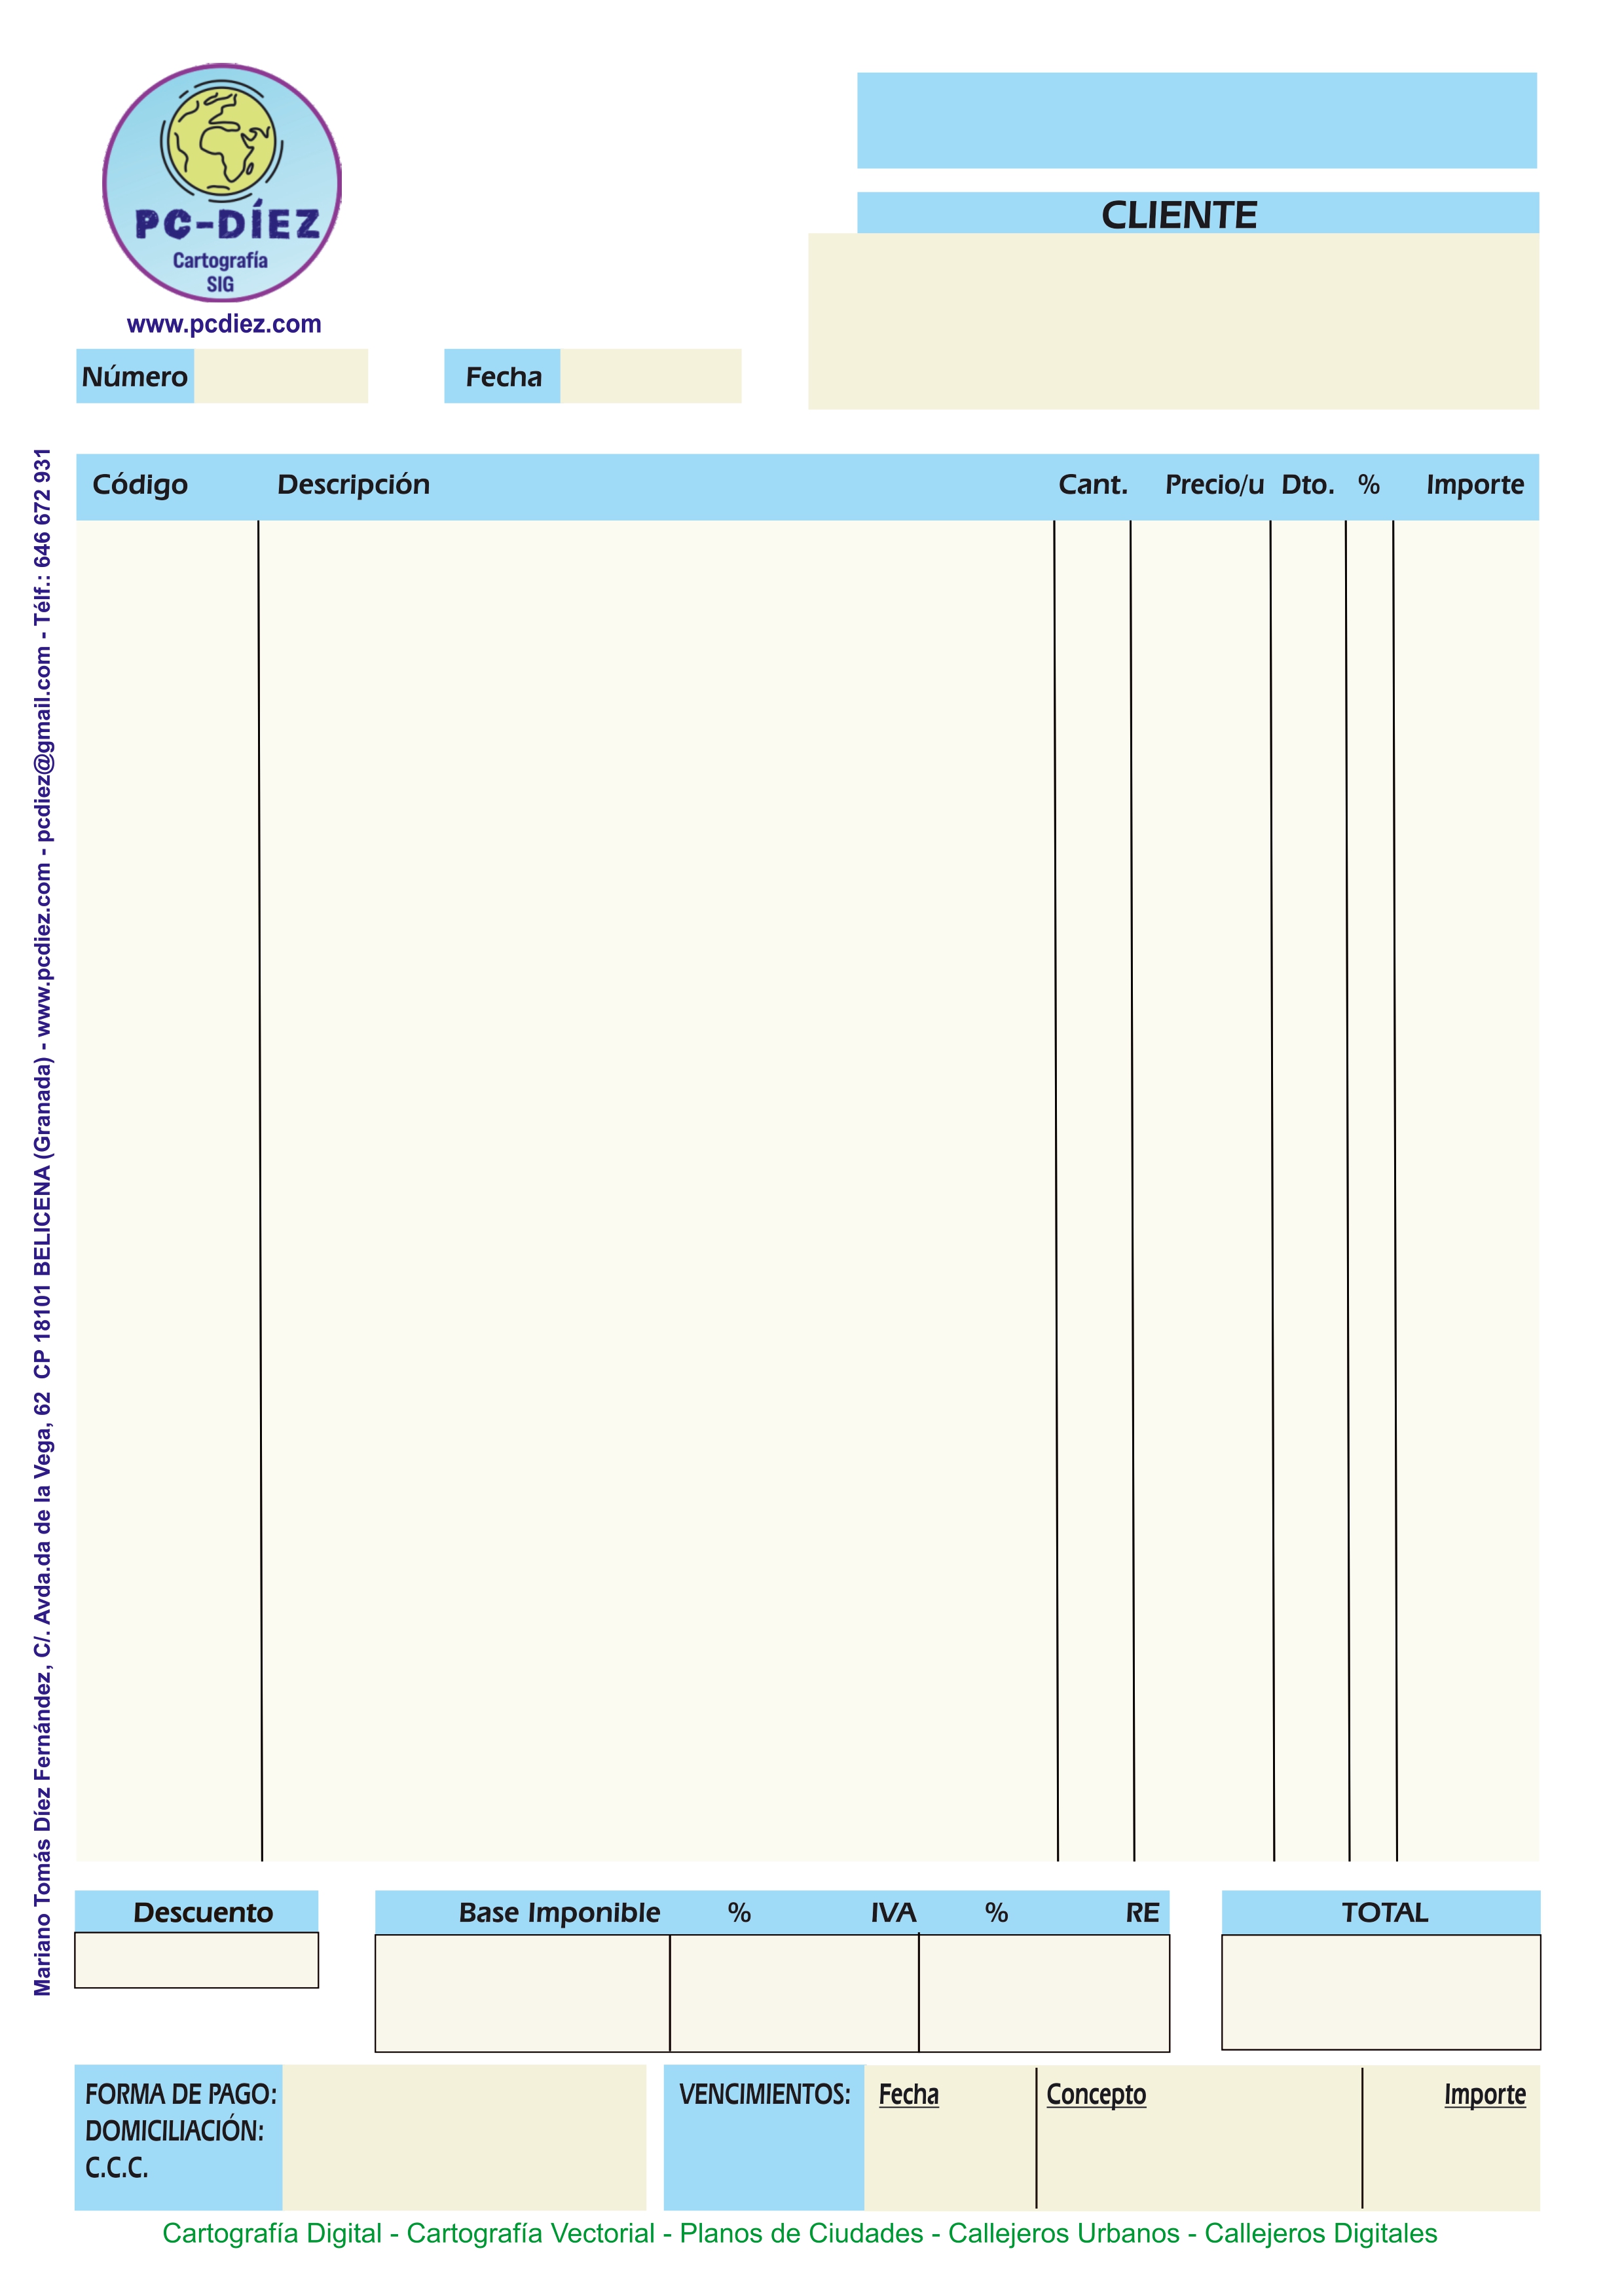 PC-DÍEZ
Cartografía
SIG
www.pcdiez.com
CLIENTE
Número
Fecha
Código Descripción Cant. Precio/u Dto. % Importe
Mariano Tomás Díez Fernández, C/. Avda.da de la Vega, 62 CP 18101 BELICENA (Granada) - www.pcdiez.com - pcdiez@gmail.com - Télf.: 646 672 931
Descuento
Base Imponible % IVA % RE
TOTAL
FORMA DE PAGO:
DOMICILIACIÓN:
C.C.C.
VENCIMIENTOS: Fecha Concepto Importe
Cartografía Digital - Cartografía Vectorial - Planos de Ciudades - Callejeros Urbanos - Callejeros Digitales